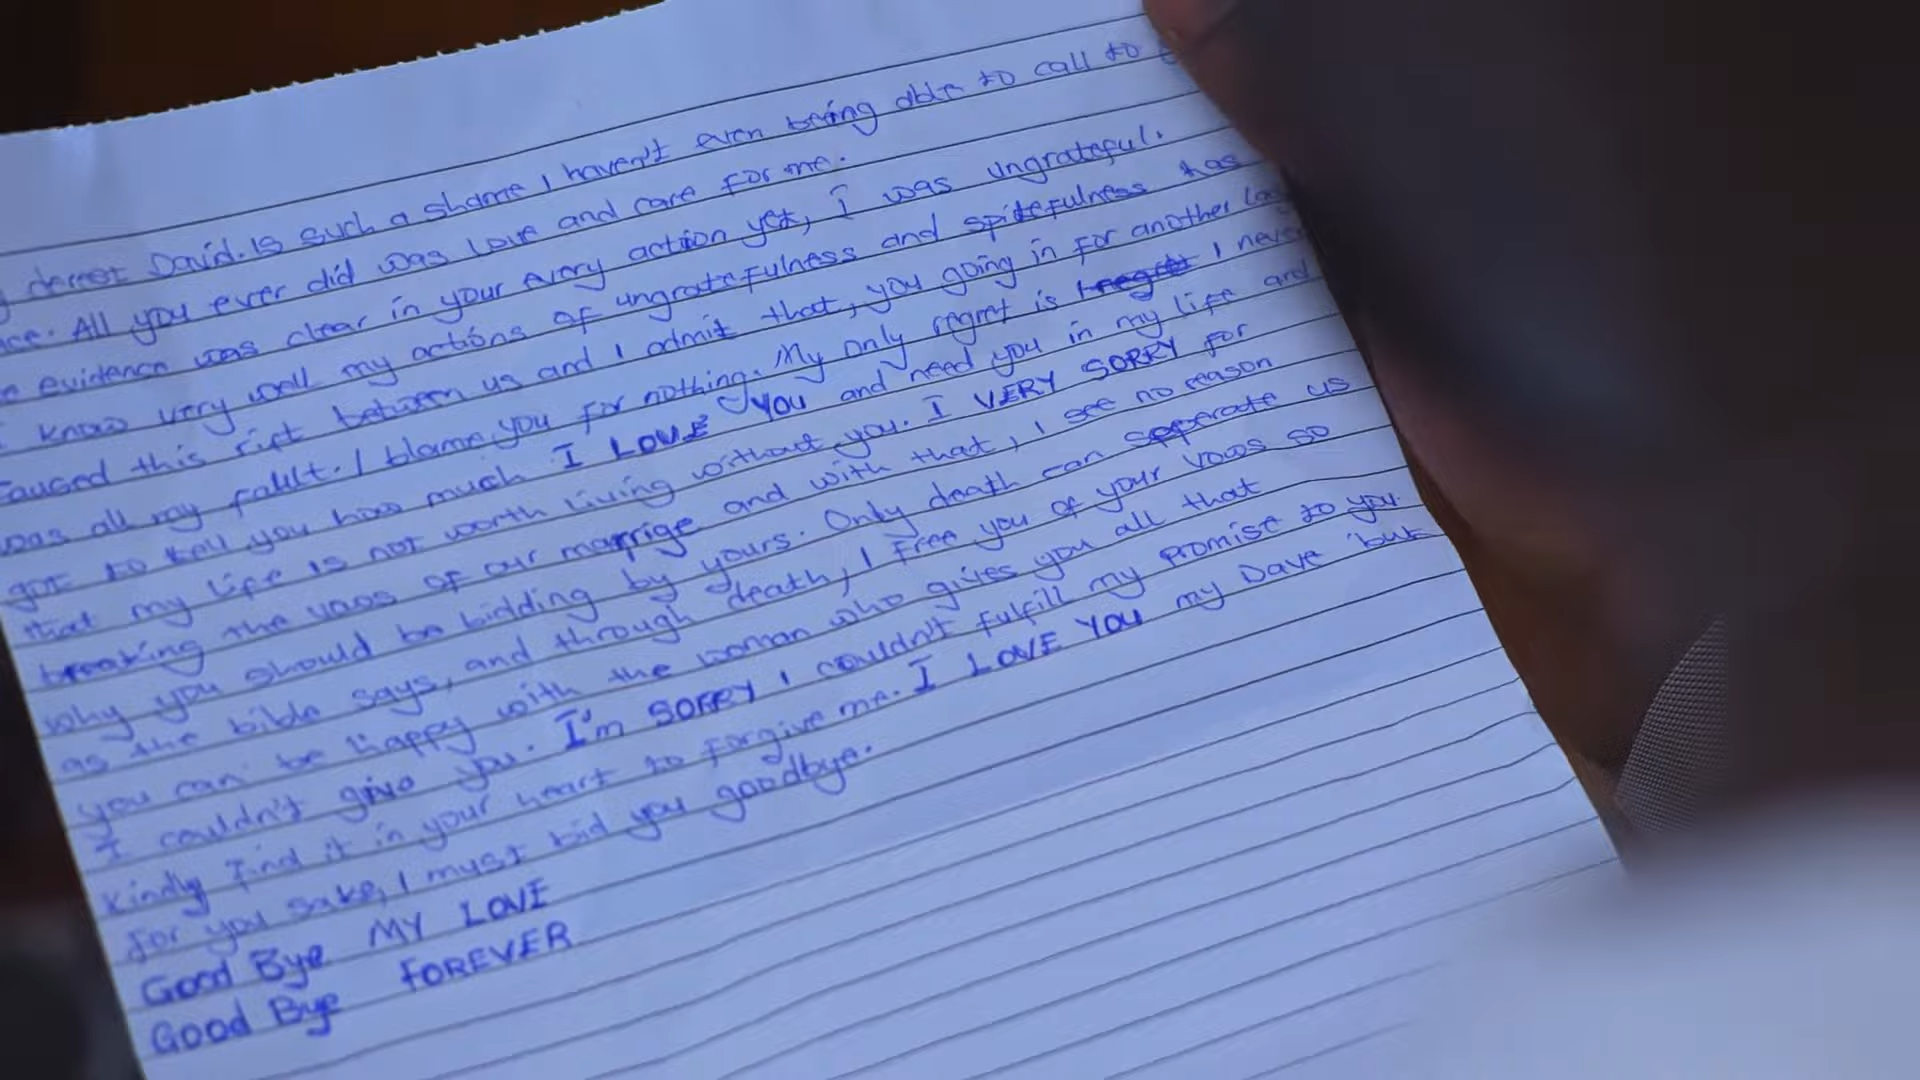 derest David. Is such a shame I haven't even being able to call to
ce. All you ever did was love and care for me.
evidence was clear in your every action yet, I was ungrateful.
I know very well my actions of ungratefulness and spitefulness has
caused this rift between us and I admit that, you going in for another
was all my fault. I blame you for nothing. My only regret is I never
got to tell you how much I LOVE YOU and need you in my life and
that my life is not worth living without you. I VERY SORRY for
breaking the vows of our marrige and with that, I see no reason
why you should be bidding by yours. Only death can seperate us
as the bible says, and through death, I free you of your vows so
you can be happy with the woman who gives you all that
I couldn't give you. I'm SORRY I couldn't fulfill my promise to you.
Kindly find it in your heart to forgive me. I LOVE YOU my Dave but
for you sake, I must bid you goodbye.
Good Bye MY LOVE
Good Bye FOREVER